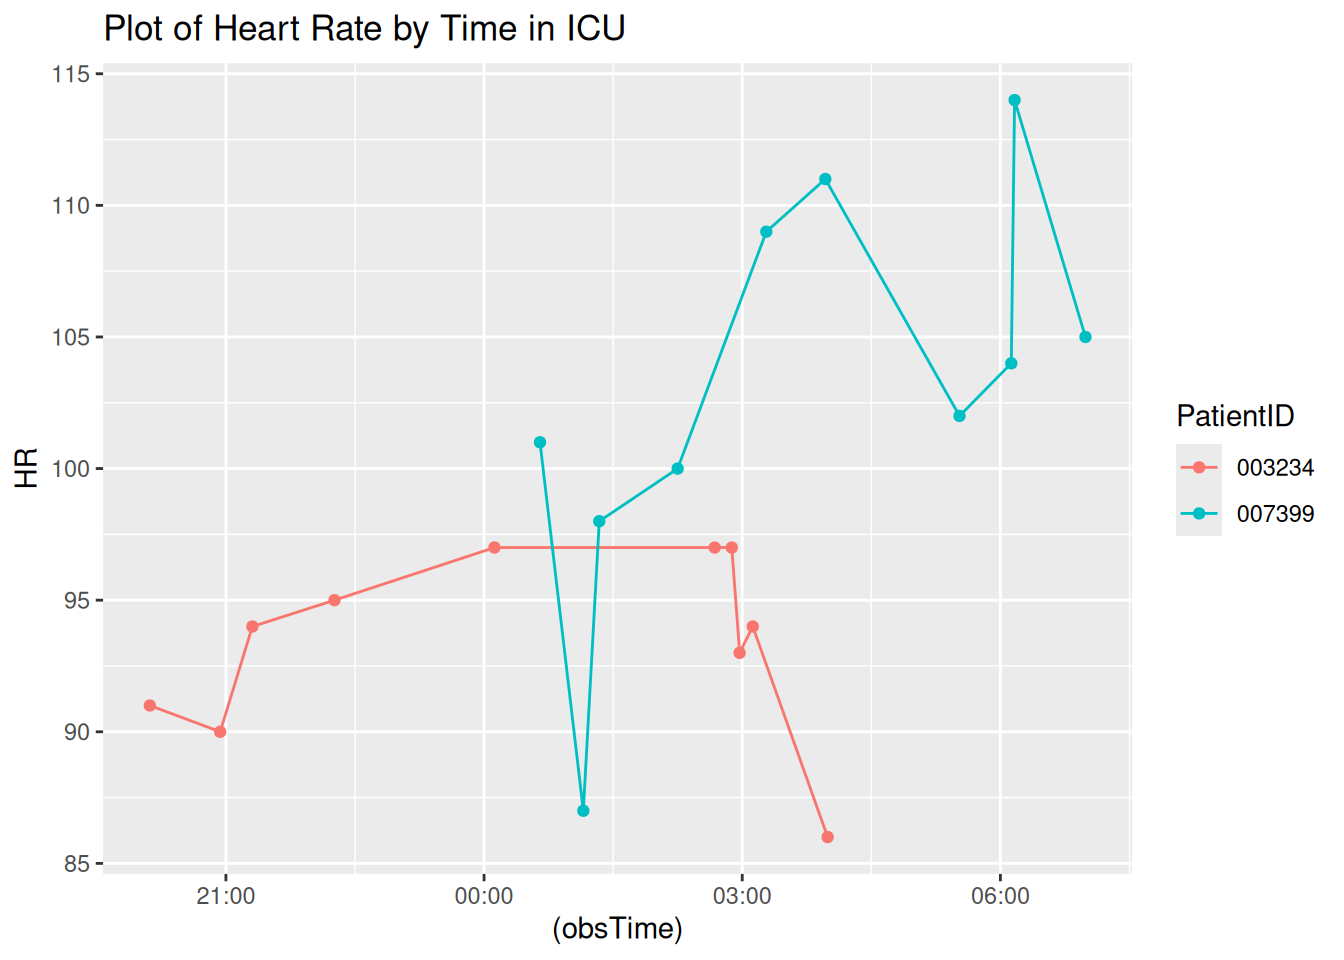 Plot of Heart Rate by Time in ICU
115
110
105
100
95
90
85
HR
21:00 00:00 03:00 06:00
(obsTime)
PatientID
003234
007399